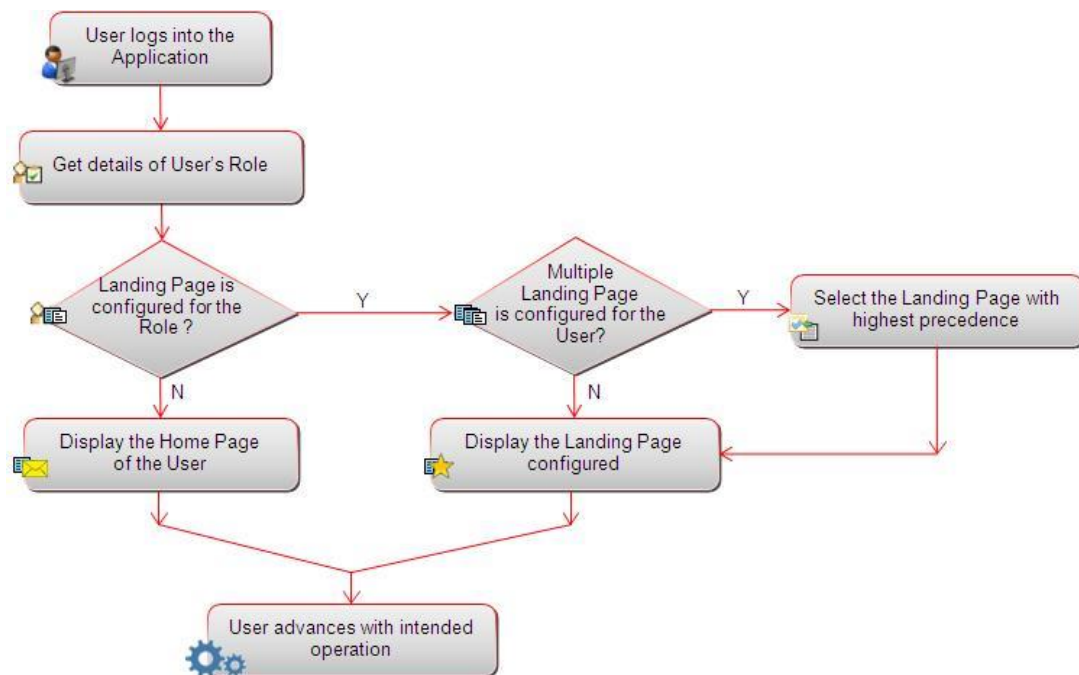 User logs into the
Application
Get details of User's Role
Landing Page is
configured for the
Role ?
Y
Multiple
Landing Page
is configured for the
User?
Y
Select the Landing Page with
highest precedence
N
N
Display the Home Page
of the User
Display the Landing Page
configured
User advances with intended
operation